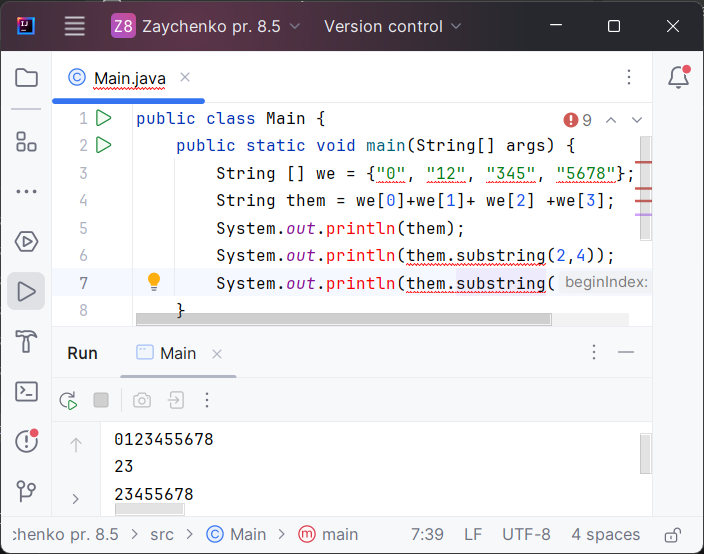 Z8 Zaychenko pr. 8.5 Version control
Main.java
9
1 public class Main {
2 public static void main(String[] args) {
3 String [] we = {"0", "12", "345", "5678"};
4 String them = we[0]+we[1]+ we[2] +we[3];
5 System.out.println(them);
6 System.out.println(them.substring(2,4));
7 System.out.println(them.substring( beginIndex:
8 }
Run Main
0123455678
23
23455678
chenko pr. 8.5 > src > Main > main 7:39 LF UTF-8 4 spaces